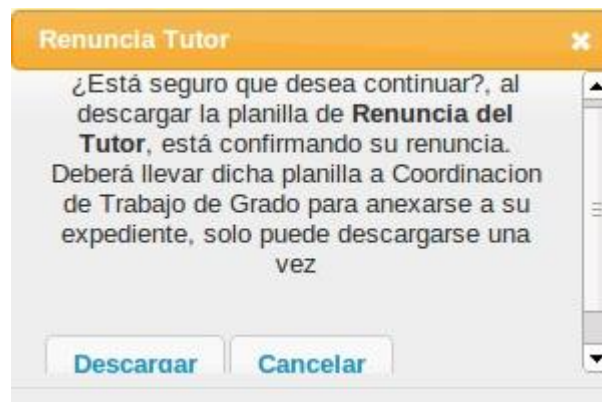 Renuncia Tutor
¿Está seguro que desea continuar?, al
descargar la planilla de Renuncia del
Tutor, está confirmando su renuncia.
Deberá llevar dicha planilla a Coordinacion
de Trabajo de Grado para anexarse a su
expediente, solo puede descargarse una
vez
Descargar Cancelar